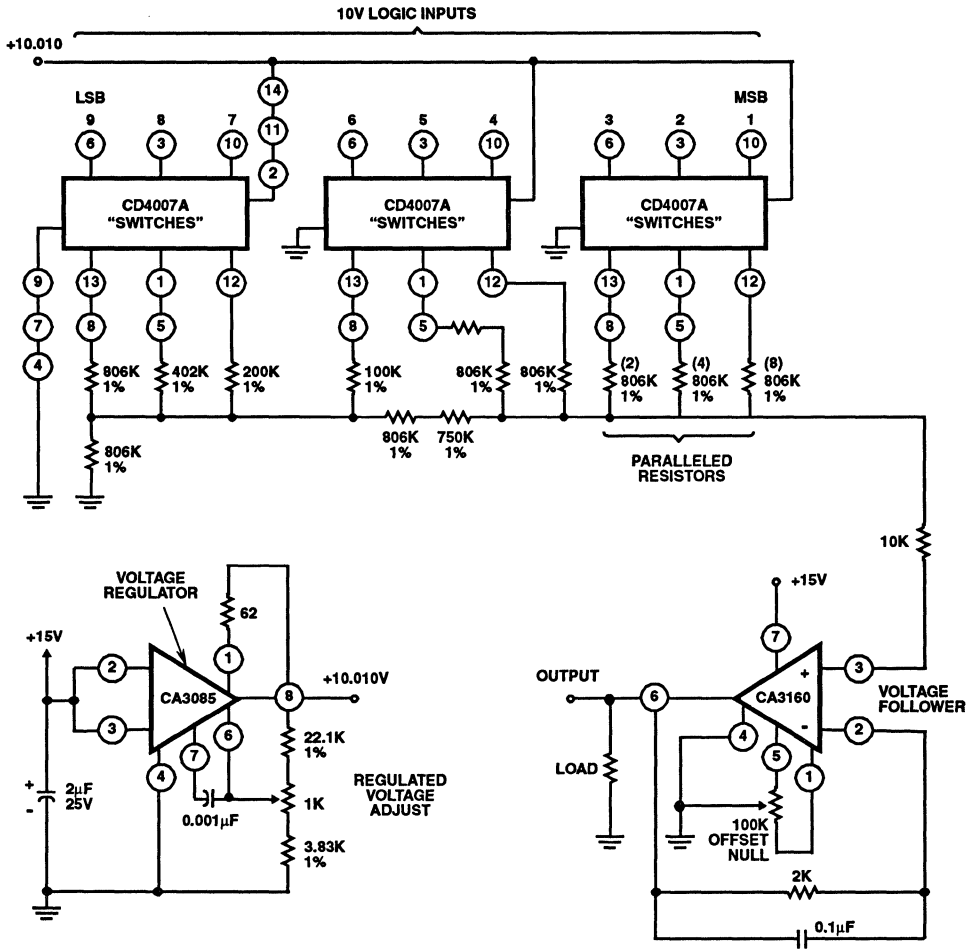 10V LOGIC INPUTS
+10.010
LSB
9 8 7
6 3 10
14
11
2
6 5 4
6 3 10
MSB
3 2 1
6 3 10
CD4007A
"SWITCHES"
CD4007A
"SWITCHES"
CD4007A
"SWITCHES"
9
7
4
13 1 12
8 5
13 1 12
8 5
13 1 12
8 5
806K
1%
402K
1%
200K
1%
100K
1%
806K
1%
806K
1%
(2)
806K
1%
(4)
806K
1%
(8)
806K
1%
806K
1%
750K
1%
806K
1%
PARALLELED
RESISTORS
10K
VOLTAGE
REGULATOR
+15V
2
3
CA3085
62
1
8
+10.010V
6
7
4
0.001μF
2μF
25V
+
-
22.1K
1%
1K
3.83K
1%
REGULATED
VOLTAGE
ADJUST
+15V
7
OUTPUT
6
CA3160
+
-
3
2
VOLTAGE
FOLLOWER
4
5
1
LOAD
100K
OFFSET
NULL
2K
0.1μF